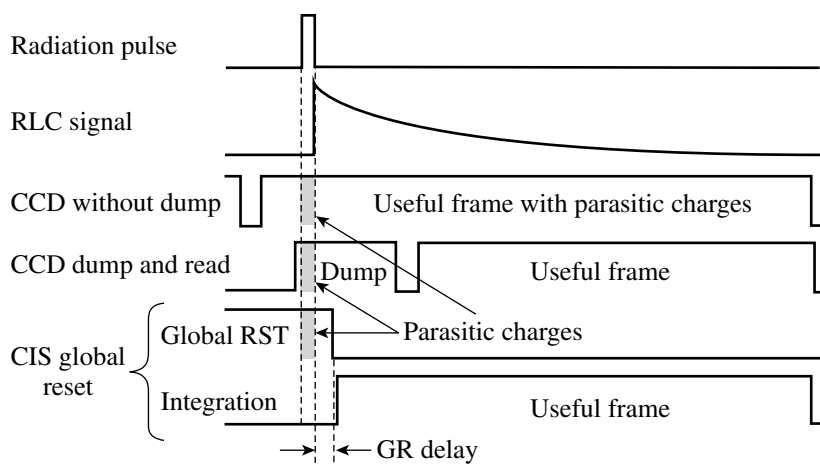 Radiation pulse
RLC signal
CCD without dump
Useful frame with parasitic charges
CCD dump and read
Dump
Useful frame
Global RST
Parasitic charges
CIS global
reset
Integration
Useful frame
GR delay